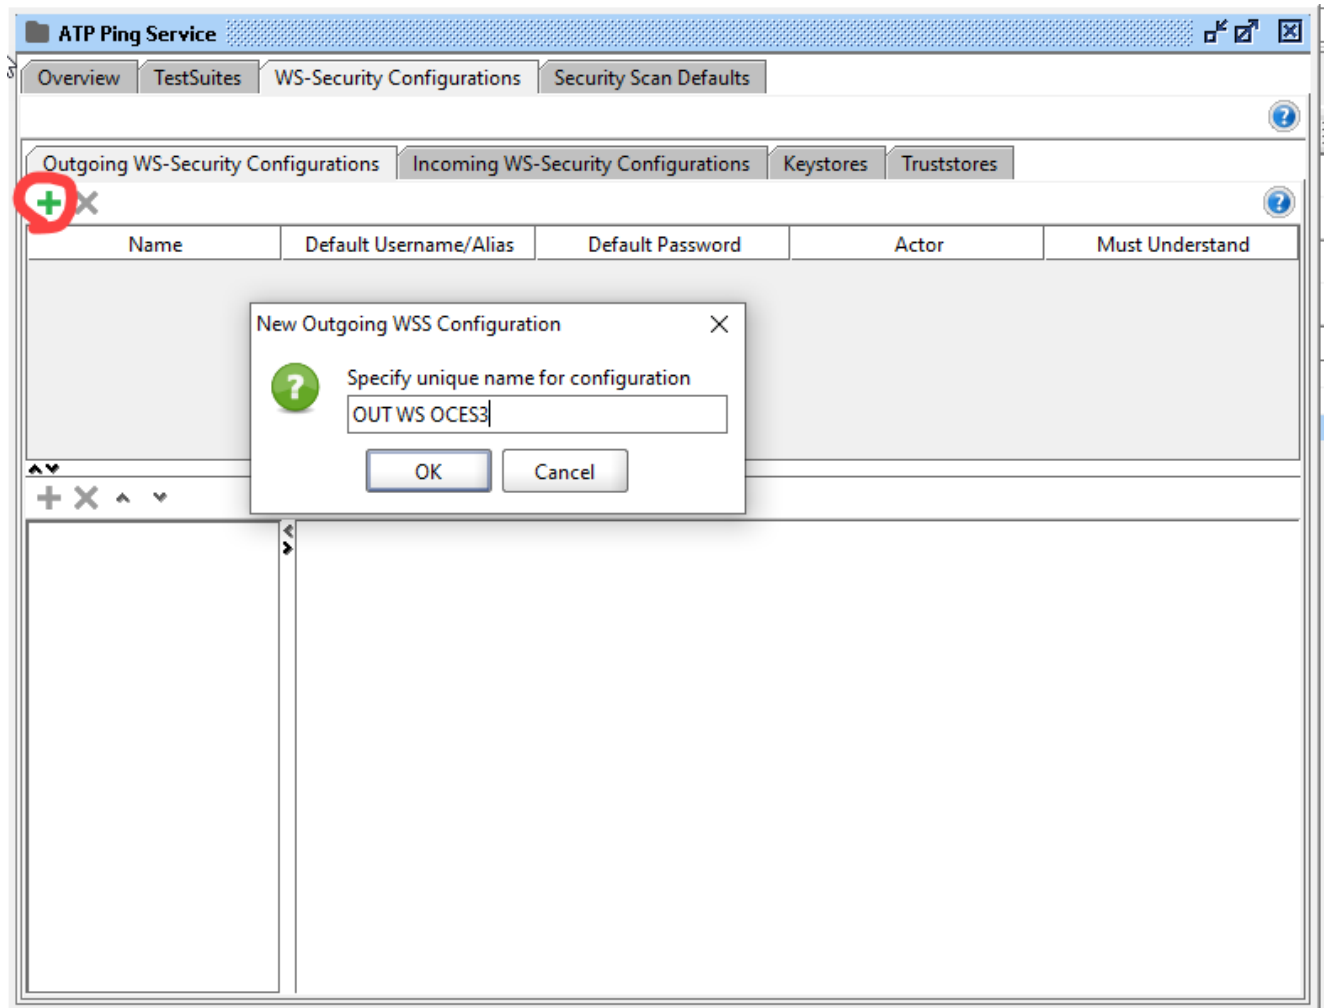 ATP Ping Service
Overview TestSuites WS-Security Configurations Security Scan Defaults
Outgoing WS-Security Configurations Incoming WS-Security Configurations Keystores Truststores
Name Default Username/Alias Default Password Actor Must Understand
New Outgoing WSS Configuration
Specify unique name for configuration
OUT WS OCES3
OK Cancel